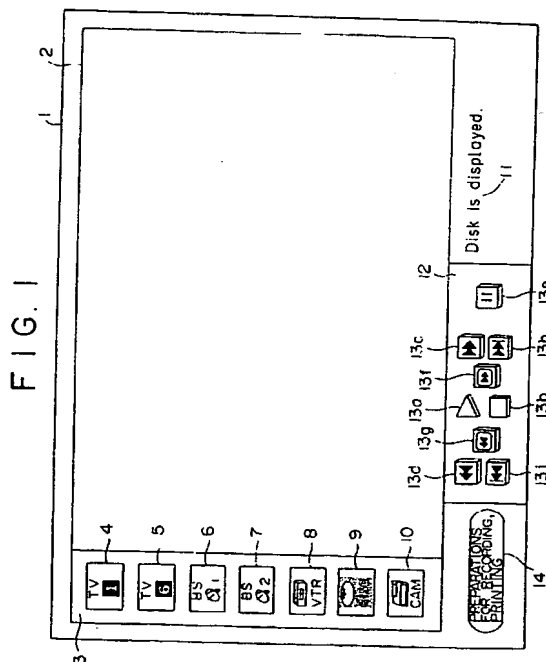 FIG. 1
1
2
3
TV
1
4
TV
6
5
BS
1
6
BS
2
7
VTR
8
9
CAM
10
Disk is displayed.
11
12
13c
13f
13a
13g
13d
13e
13h
13b
13i
PREPARATIONS
FOR RECORDING,
PRINTING
14